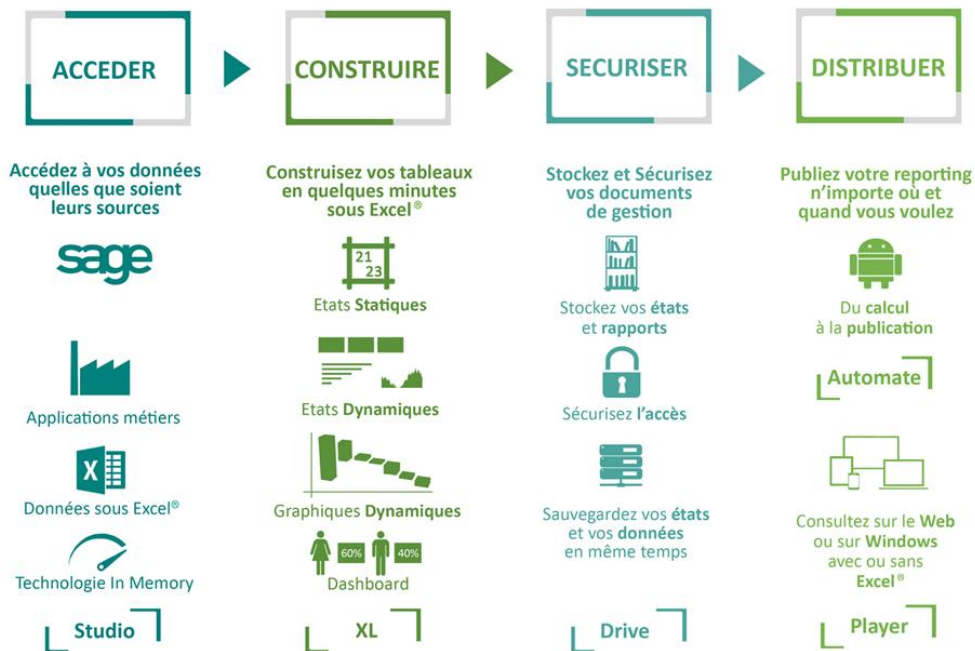 ACCEDER
CONSTRUIRE
SECURISER
DISTRIBUER
Accédez à vos données
quelles que soient
leurs sources
sage
Applications métiers
X
Données sous Excel®
Technologie In Memory
Studio
Construisez vos tableaux
en quelques minutes
sous Excel®
21
23
Etats Statiques
Etats Dynamiques
Graphiques Dynamiques
60% 40%
Dashboard
XL
Stockez et Sécurisez
vos documents
de gestion
Stockez vos états
et rapports
Sécurisez l'accès
Sauvegardez vos états
et vos données
en même temps
Drive
Publiez votre reporting
n'importe où et
quand vous voulez
Du calcul
à la publication
Automate
Consultez sur le Web
ou sur Windows
avec ou sans
Excel®
Player